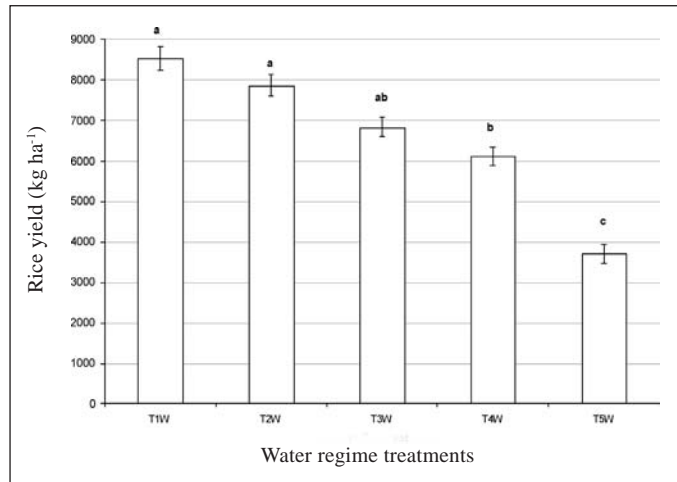 Rice yield (kg ha⁻¹)
9000
8000
7000
6000
5000
4000
3000
2000
1000
0
a
a
ab
b
c
T1W T2W T3W T4W T5W
Water regime treatments